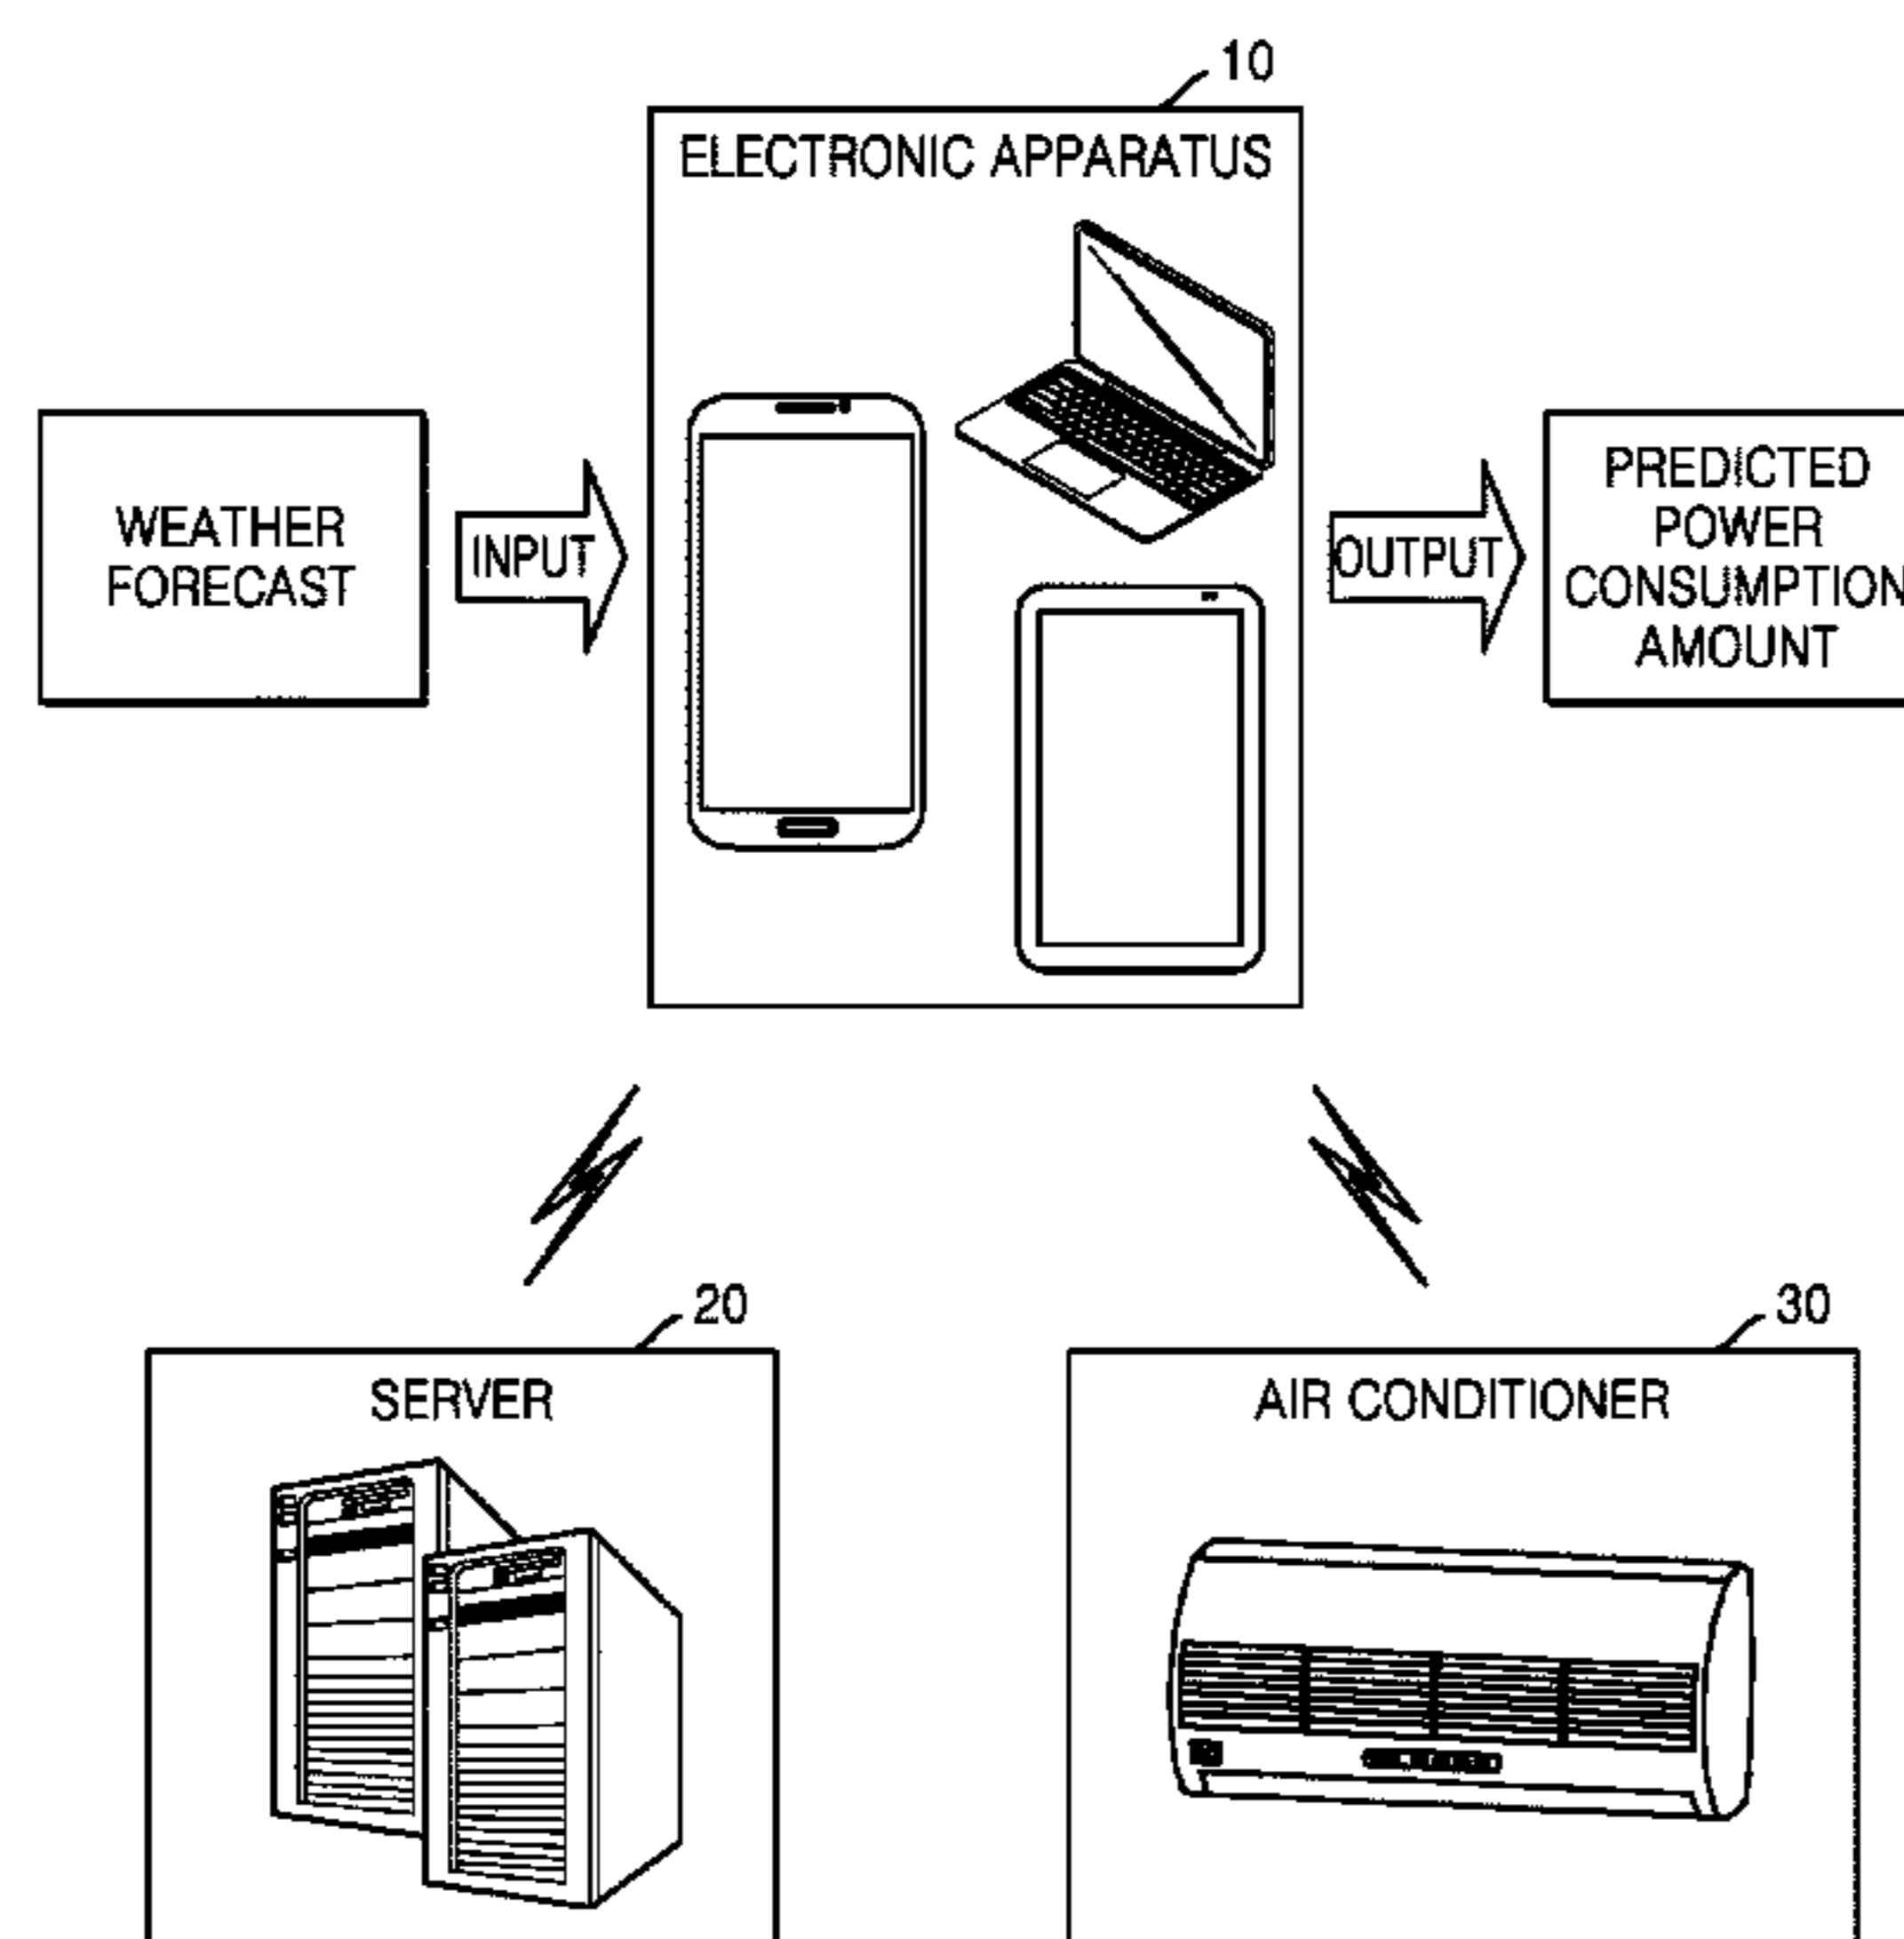 10
ELECTRONIC APPARATUS
WEATHER
FORECAST
INPUT
OUTPUT
PREDICTED
POWER
CONSUMPTION
AMOUNT
20
SERVER
30
AIR CONDITIONER